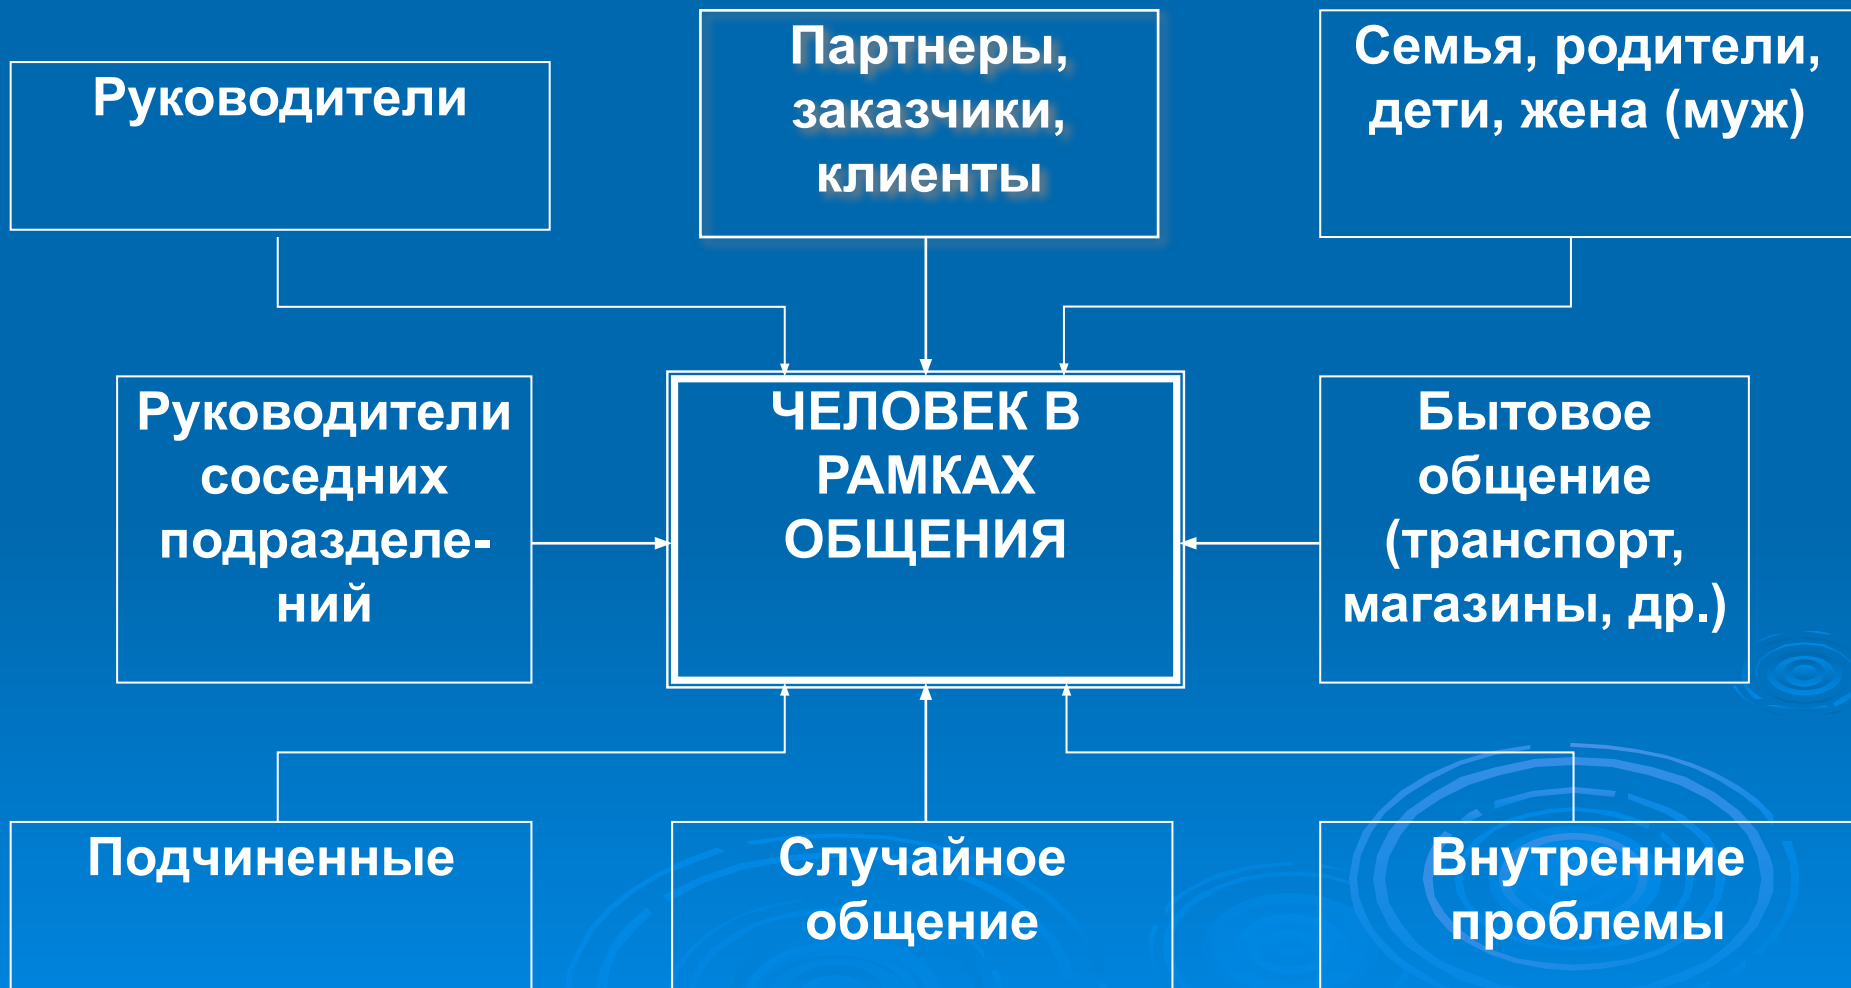 Руководители
Партнеры,
заказчики,
клиенты
Семья, родители,
дети, жена (муж)
Руководители
соседних
подразделе-
ний
ЧЕЛОВЕК В
РАМКАХ
ОБЩЕНИЯ
Бытовое
общение
(транспорт,
магазины, др.)
Подчиненные
Случайное
общение
Внутренние
проблемы